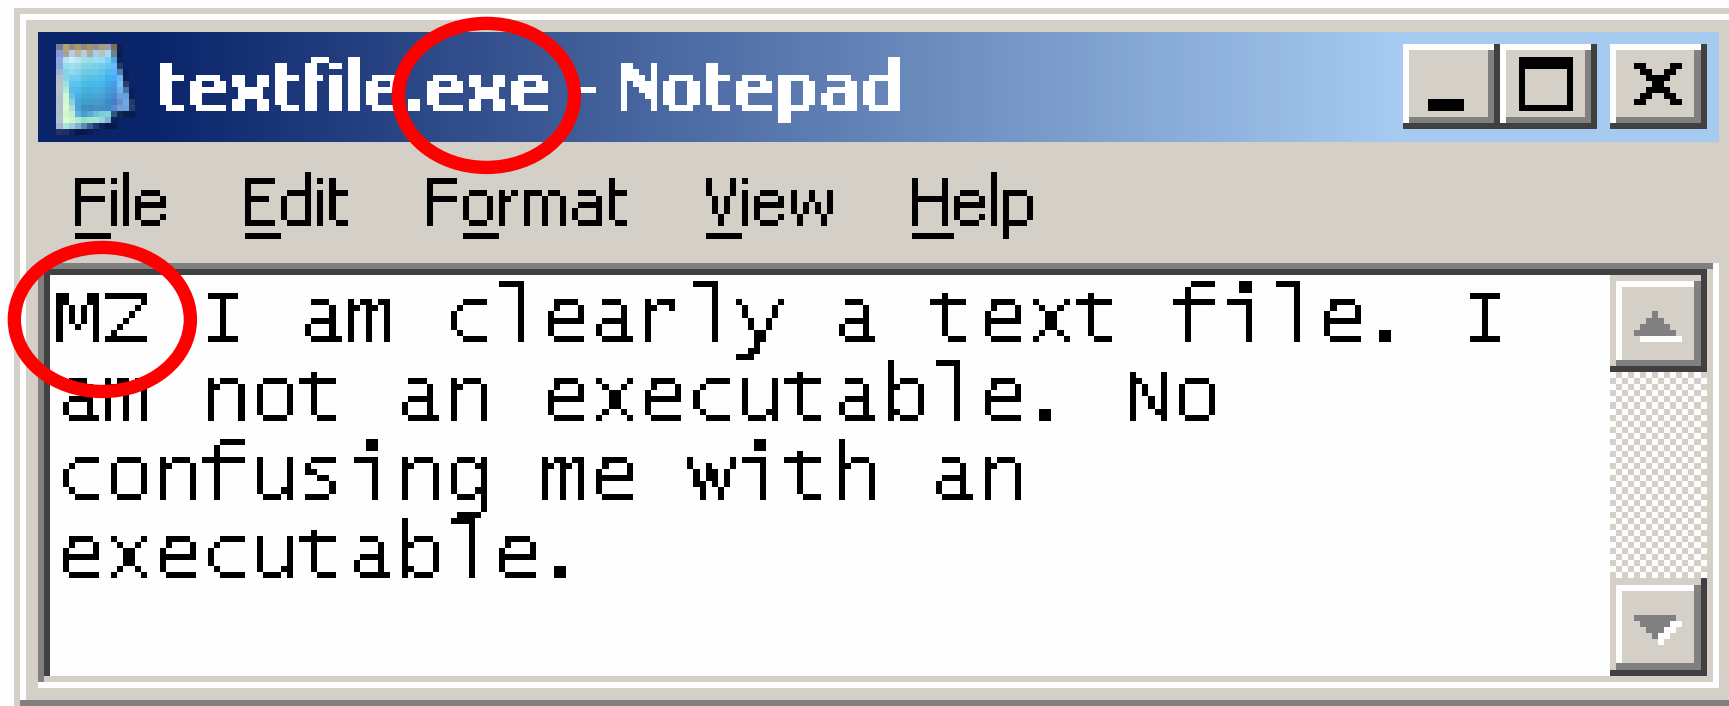 textfile.exe - Notepad
File Edit Format View Help
MZ I am clearly a text file. I
am not an executable. No
confusing me with an
executable.